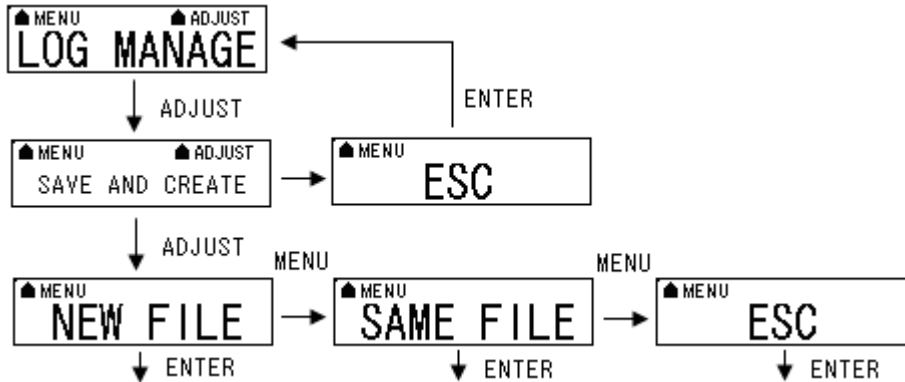 MENU ADJUST
LOG MANAGE
ENTER
ADJUST
MENU ADJUST
SAVE AND CREATE
MENU
ESC
ADJUST
MENU
MENU
MENU
NEW FILE
MENU
SAME FILE
MENU
ESC
ENTER
ENTER
ENTER